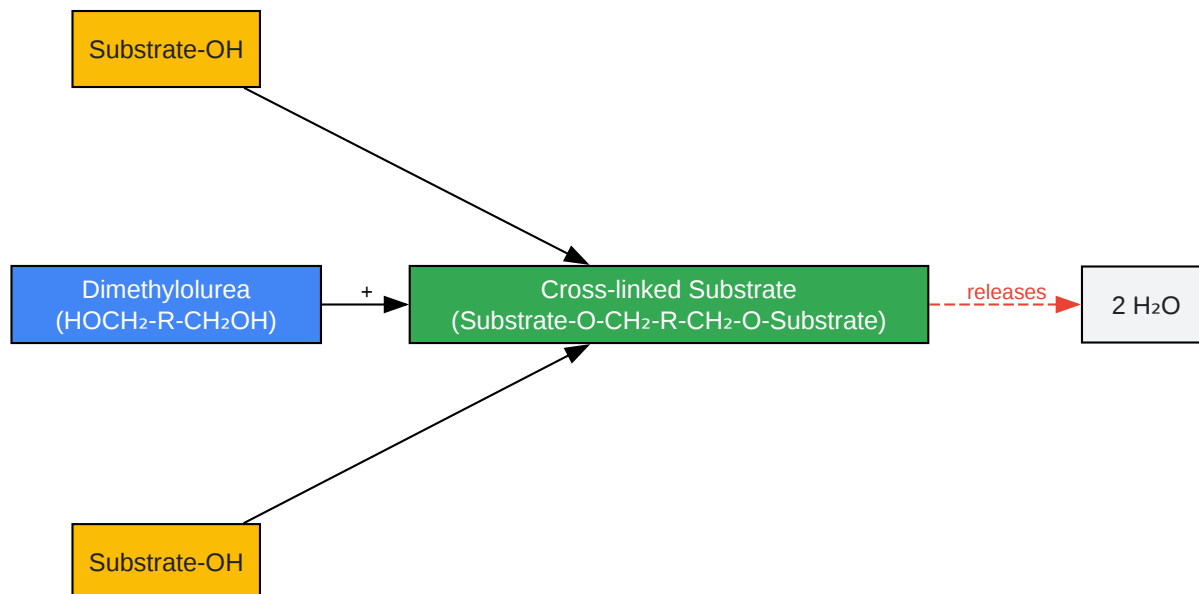 Substrate-OH
Dimethylolurea
(HOCH₂-R-CH₂OH)
+
Cross-linked Substrate
(Substrate-O-CH₂-R-CH₂-O-Substrate)
releases
2 H₂O
Substrate-OH